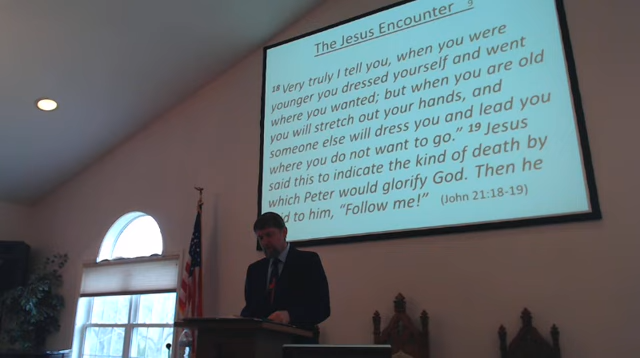 The Jesus Encounter 9
18 Very truly I tell you, when you were
younger you dressed yourself and went
where you wanted; but when you are old
you will stretch out your hands, and
someone else will dress you and lead you
where you do not want to go.” 19 Jesus
said this to indicate the kind of death by
which Peter would glorify God. Then he
id to him, “Follow me!” (John 21:18-19)